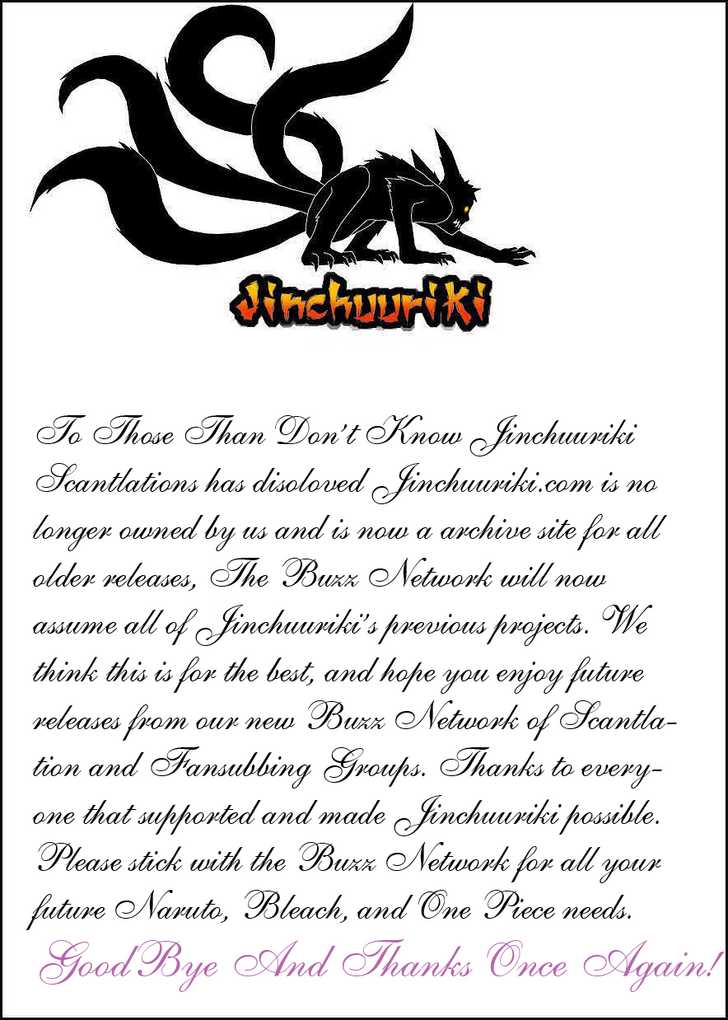 Jinchuuriki
To Those Than Don't Know Jinchuuriki
Scantlations has disoloved Jinchuuriki.com is no
longer owned by us and is now a archive site for all
older releases, The Buzz Network will now
assume all of Jinchuuriki's previous projects. We
think this is for the best, and hope you enjoy future
releases from our new Buzz Network of Scantla-
tion and Fansubbing Groups. Thanks to every-
one that supported and made Jinchuuriki possible.
Please stick with the Buzz Network for all your
future Naruto, Bleach, and One Piece needs.
GoodBye And Thanks Once Again!